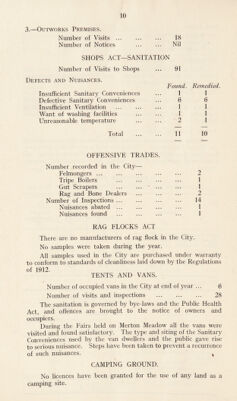 10
3.—OUTWORKS PREMISES.
Number of Visits ... ... ... 18
Number of Notices ... ... Nil
SHOPS ACT—SANITATION
Number of Visits to Shops ... 91
DEFECTS AND NUISANCES.
Found. Remedied.
Insufficient Sanitary Conveniences ... 1 1
Defective Sanitary Conveniences ... 6 6
Insufficient Ventilation ... ... ... 1 1
Want of washing facilities ... ... 1 1
Unreasonable temperature ... ... 2 1
Total ... ... 11 10
OFFENSIVE TRADES.
Number recorded in the City—
Felmongers ... ... ... ... ... 2
Tripe Boilers ... ... ... ... 1
Gut Scrapers ... ... ... ... 1
Rag and Bone Dealers ... ... ... 2
Number of Inspections ... ... ... ... 14
Nuisances abated ... ... ... ... 1
Nuisances found ... ... ... ... 1
RAG FLOCKS ACT
There are no manufacturers of rag flock in the City.
No samples were taken during the year.
All samples used in the City are purchased under warranty
to conform to standards of cleanliness laid down by the Regulations
of 1912.
TENTS AND VANS.
Number of occupied vans in the City at end of year ... 6
Number of visits and inspections ... ... ... 28
The sanitation is governed by bye-laws and the Public Health
Act, and offences are brought to the notice of owners and
occupiers.
During the Fairs held on Merton Meadow all the vans were
visited and found satisfactory. The type and siting of the Sanitary
Conveniences used by the van dwellers and the public gave rise
to serious nuisance. Steps have been taken to prevent a recurrence
of such nuisances.
CAMPING GROUND.
No licences have been granted for the use of any land as a
camping site.